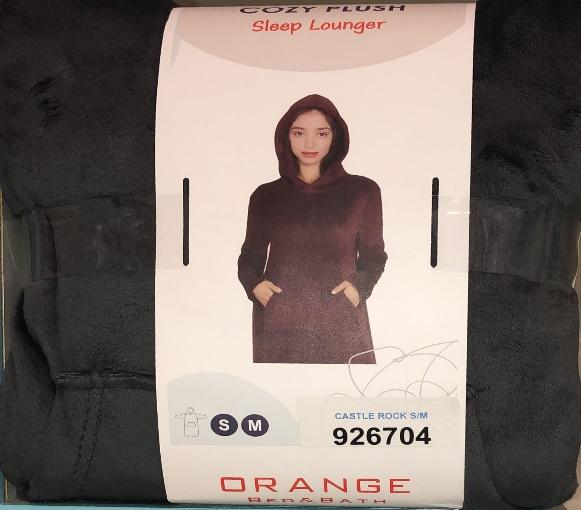 COZY PLUSH
Sleep Lounger
S M
CASTLE ROCK S/M
926704
ORANGE
BED&BATH